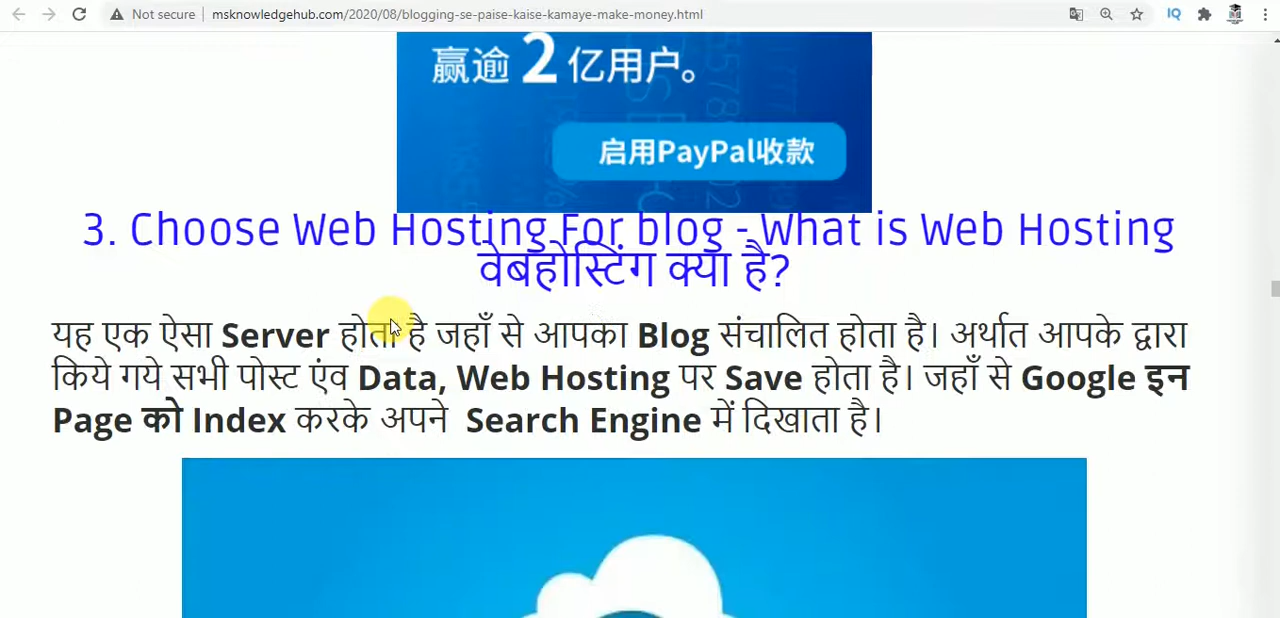 Not secure | msknowledgehub.com/2020/08/blogging-se-paise-kaise-kamaye-make-money.html
IQ
赢逾2亿用户。
启用PayPal收款
3. Choose Web Hosting For blog - What is Web Hosting
वेबहोस्टिंग क्या है?
यह एक ऐसा Server होता है जहाँ से आपका Blog संचालित होता है। अर्थात आपके द्वारा
किये गये सभी पोस्ट एंव Data, Web Hosting पर Save होता है। जहाँ से Google इन
Page को Index करके अपने Search Engine में दिखाता है।